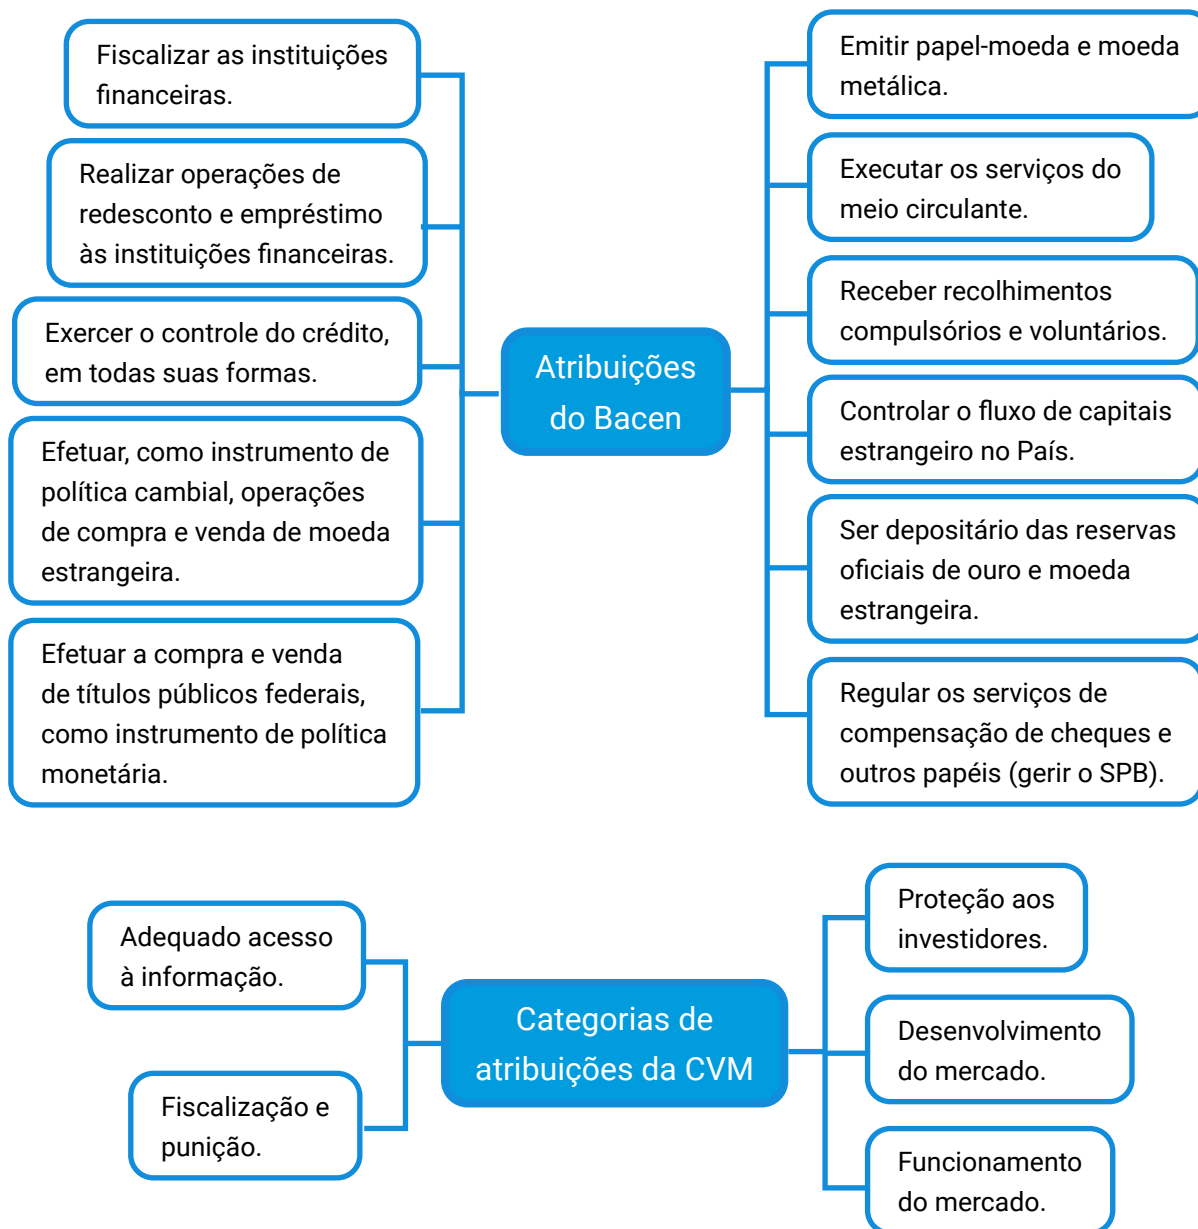 Fiscalizar as instituições
financeiras.
Realizar operações de
redesconto e empréstimo
às instituições financeiras.
Exercer o controle do crédito,
em todas suas formas.
Efetuar, como instrumento de
política cambial, operações
de compra e venda de moeda
estrangeira.
Efetuar a compra e venda
de títulos públicos federais,
como instrumento de política
monetária.
Atribuições
do Bacen
Emitir papel-moeda e moeda
metálica.
Executar os serviços do
meio circulante.
Receber recolhimentos
compulsórios e voluntários.
Controlar o fluxo de capitais
estrangeiro no País.
Ser depositário das reservas
oficiais de ouro e moeda
estrangeira.
Regular os serviços de
compensação de cheques e
outros papéis (gerir o SPB).
Adequado acesso
à informação.
Fiscalização e
punição.
Categorias de
atribuições da CVM
Proteção aos
investidores.
Desenvolvimento
do mercado.
Funcionamento
do mercado.